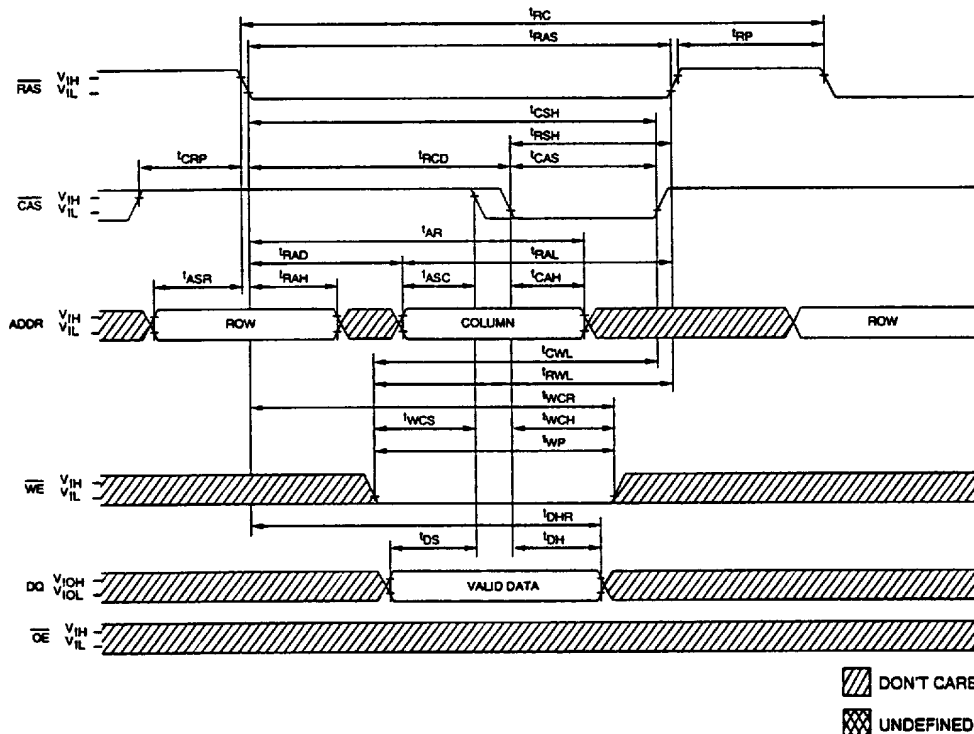 tRC
tRAS
tRP
RAS VIH
VIL
tCSH
tRSH
tCRP
tRCD
tCAS
CAS VIH
VIL
tAR
tRAD
tRAL
tASR
tRAH
tASC
tCAH
ADDR VIH
VIL
ROW
COLUMN
ROW
tCWL
tRWL
tWCR
tWCS
tWCH
tWP
WE VIH
VIL
tDHR
tDS
tDH
DQ VIOH
VIOL
VALID DATA
OE VIH
VIL
DON'T CARE
UNDEFINED